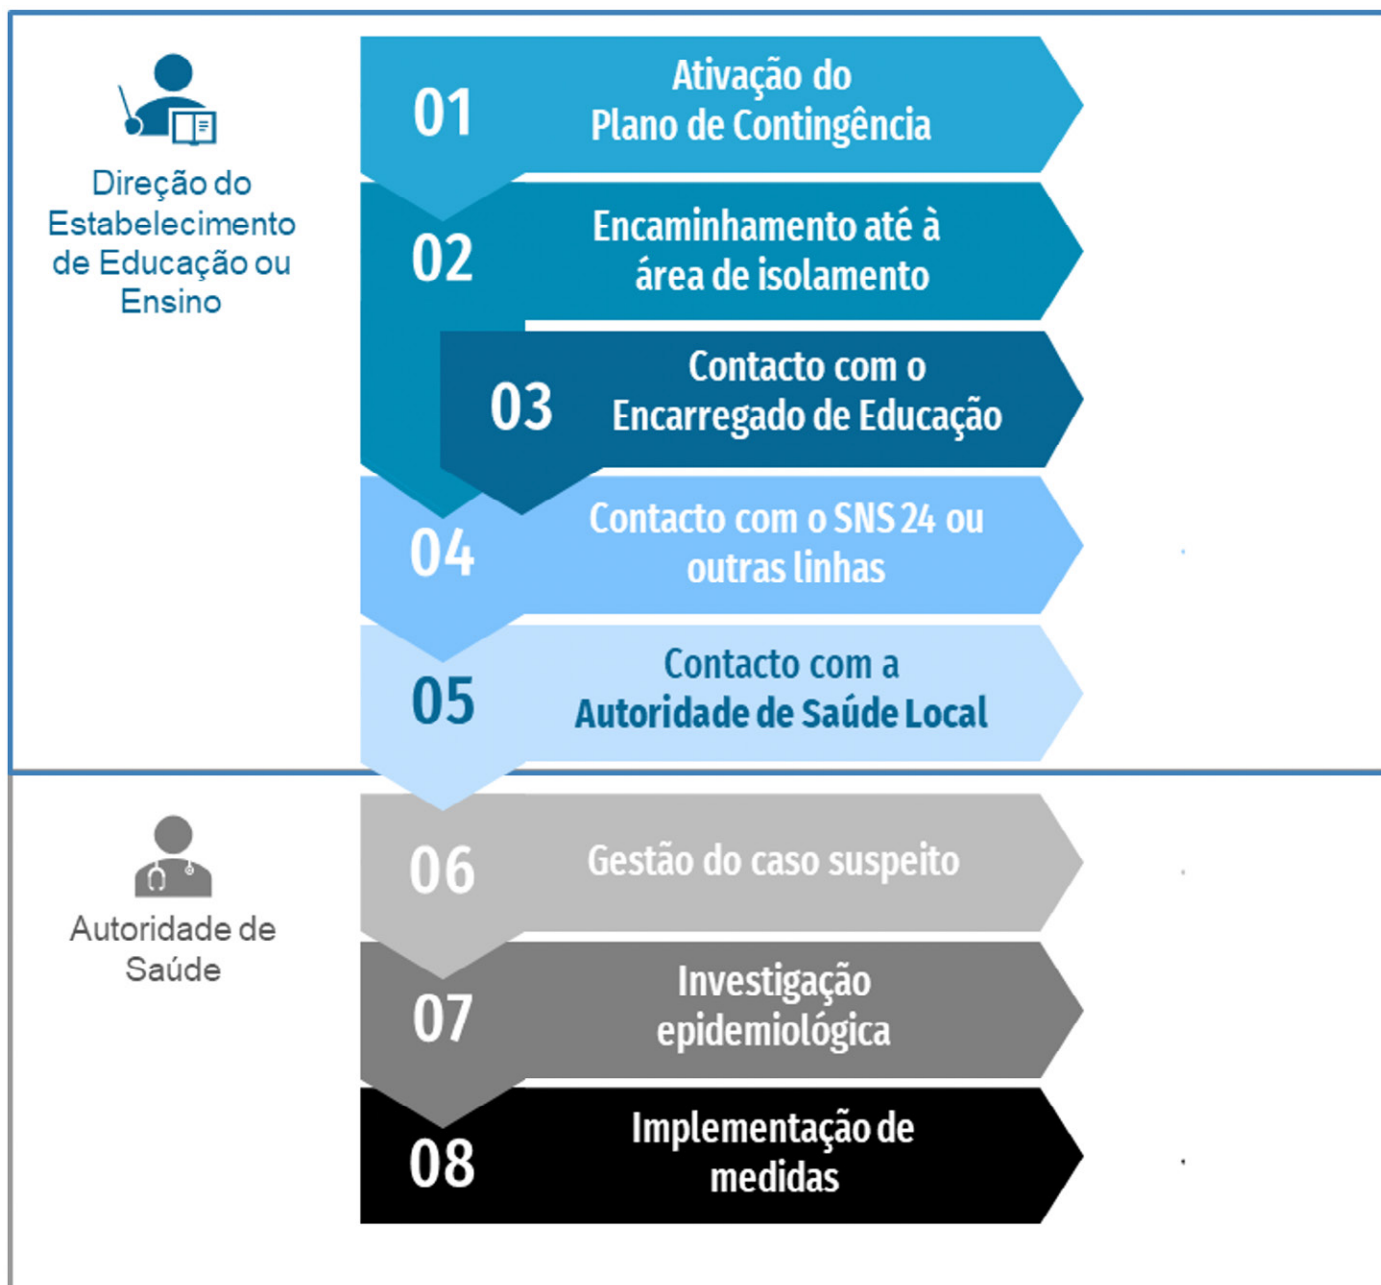 Direção do
Estabelecimento
de Educação ou
Ensino
01
Ativação do
Plano de Contingência
02
Encaminhamento até à
área de isolamento
03
Contacto com o
Encarregado de Educação
04
Contacto com o SNS 24 ou
outras linhas
05
Contacto com a
Autoridade de Saúde Local
Autoridade de
Saúde
06
Gestão do caso suspeito
07
Investigação
epidemiológica
08
Implementação de
medidas